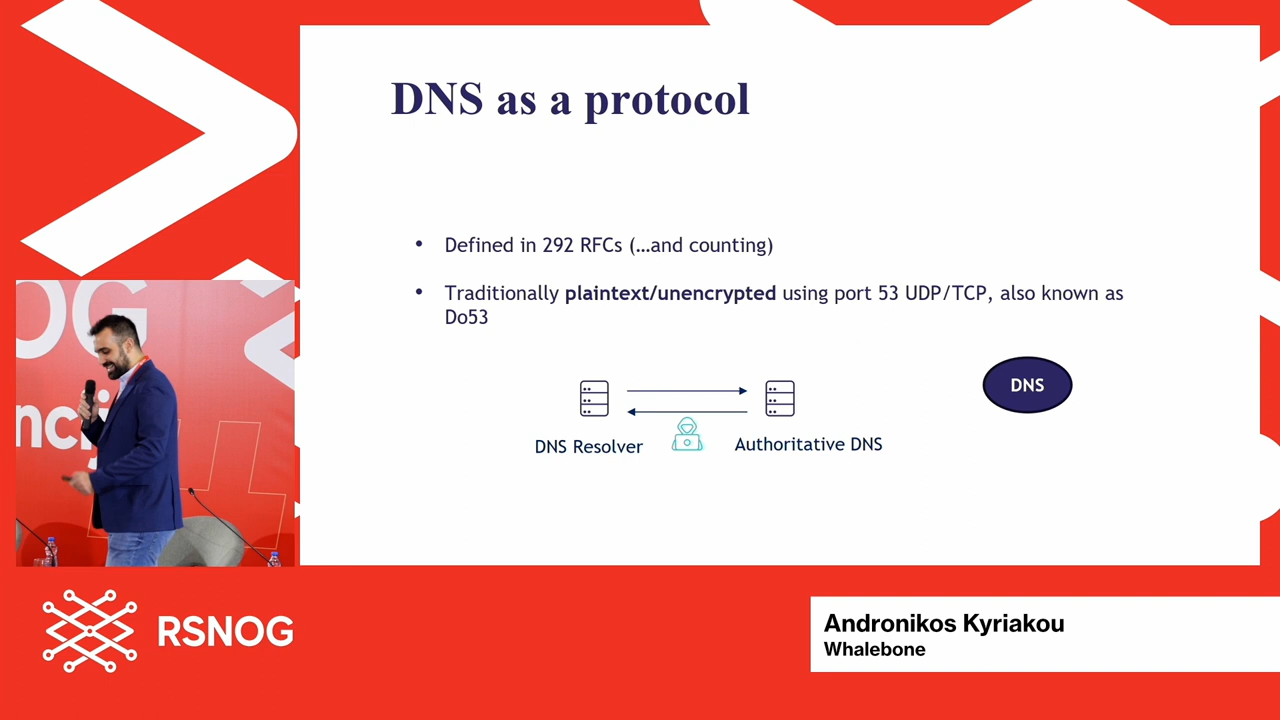 DNS as a protocol
• Defined in 292 RFCs (...and counting)
• Traditionally plaintext/unencrypted using port 53 UDP/TCP, also known as
Do53
DNS
DNS Resolver
Authoritative DNS
OG
RSNOG
Andronikos Kyriakou
Whalebone